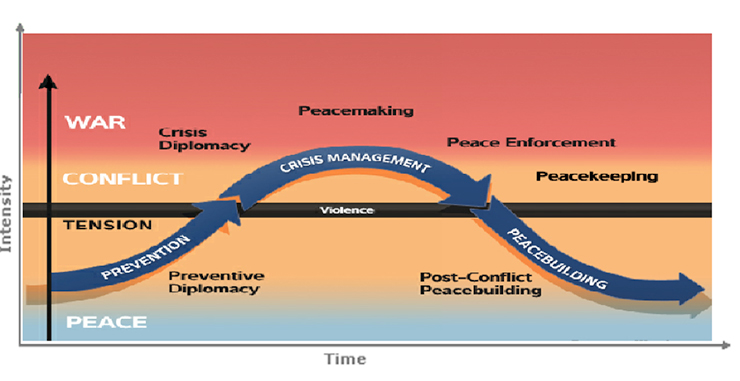 WAR
Peacemaking
Crisis
Diplomacy
Peace Enforcement
CRISIS MANAGEMENT
CONFLICT
Peacekeeping
Violence
TENSION
PREVENTION
PEACEBUILDING
Preventive
Diplomacy
Post-Conflict
Peacebuilding
PEACE
Intensity
Time